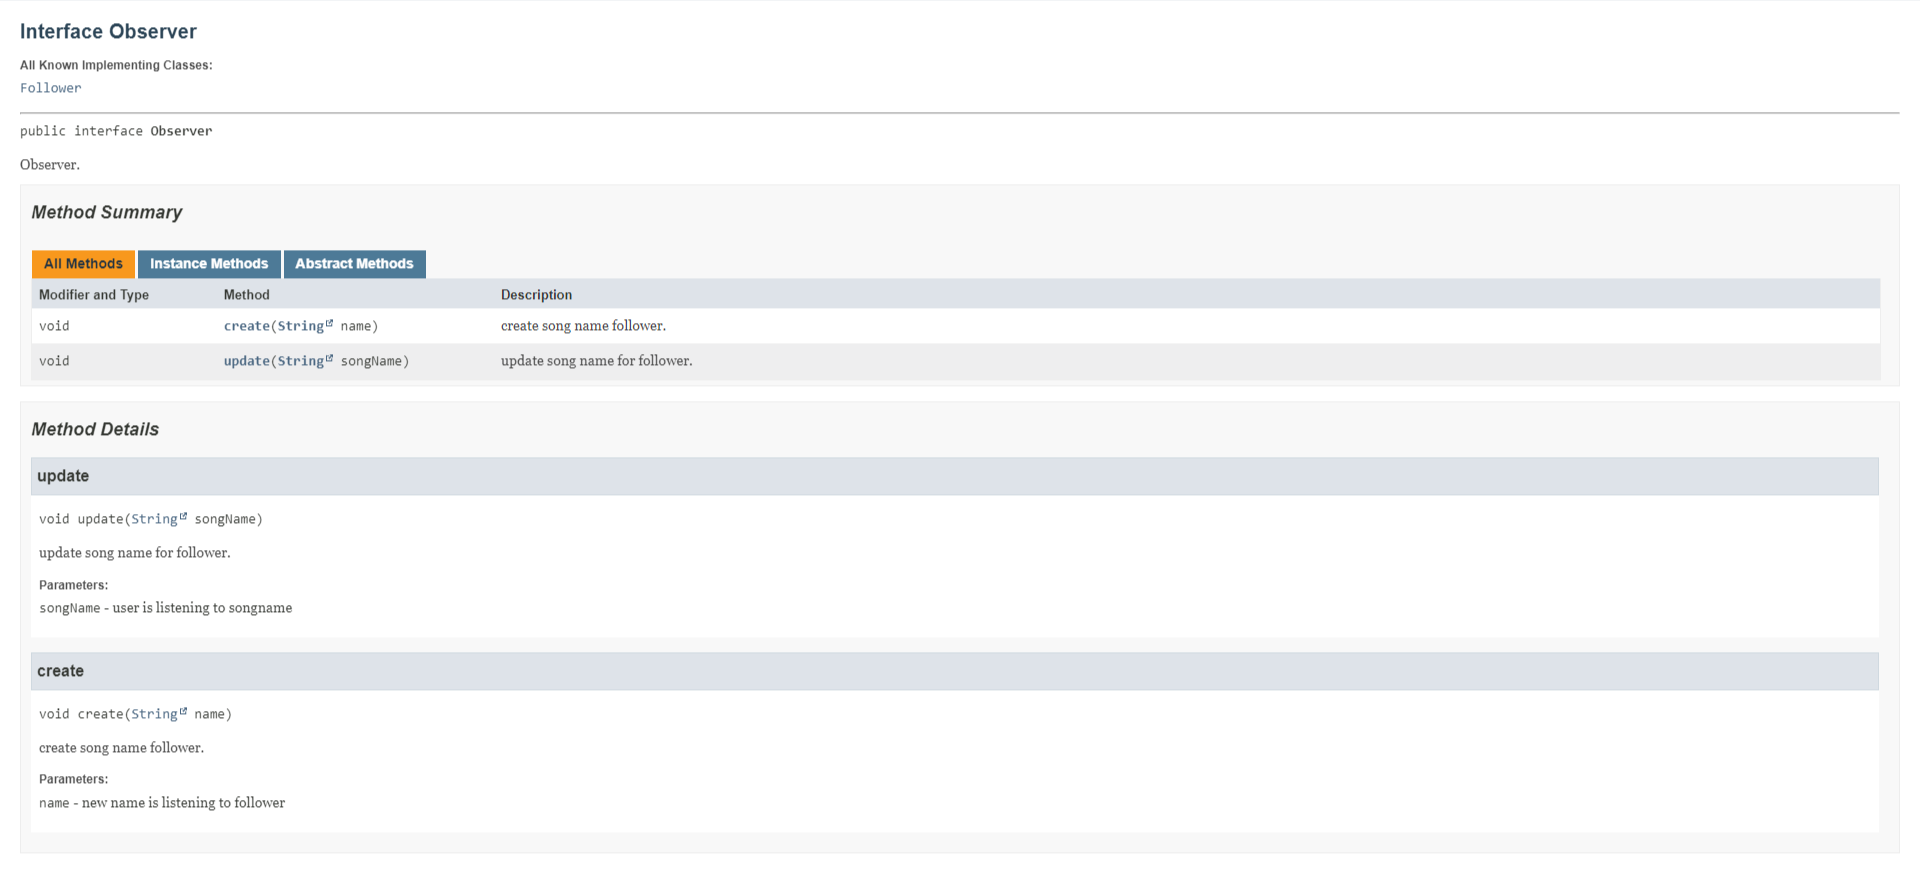 Interface Observer
All Known Implementing Classes:
Follower
public interface Observer
Observer.
Method Summary
All Methods Instance Methods Abstract Methods
Modifier and Type Method Description
void create(String name) create song name follower.
void update(String songName) update song name for follower.
Method Details
update
void update(String songName)
update song name for follower.
Parameters:
songName - user is listening to songname
create
void create(String name)
create song name follower.
Parameters:
name - new name is listening to follower